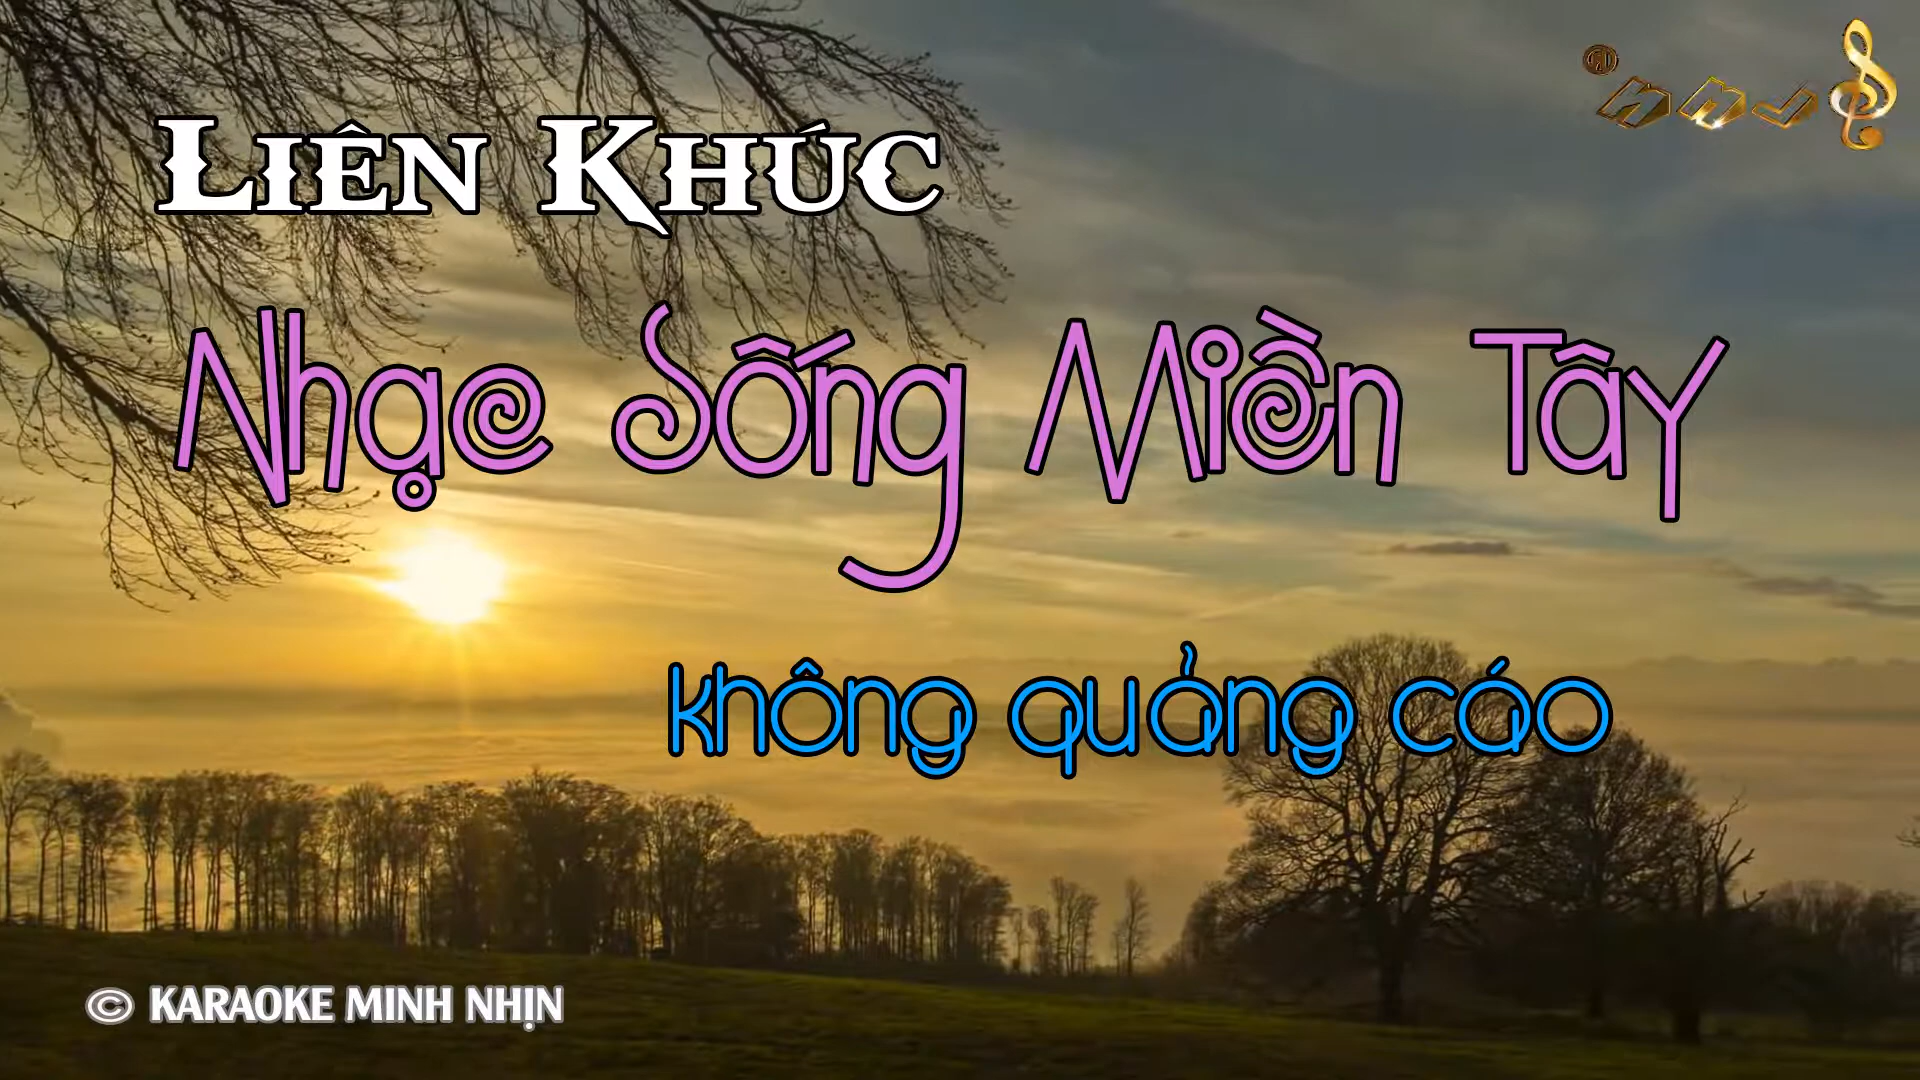 LIÊN KHÚC
Nhạc Sống Miền Tây
không quảng cáo
© KARAOKE MINH NHỊN